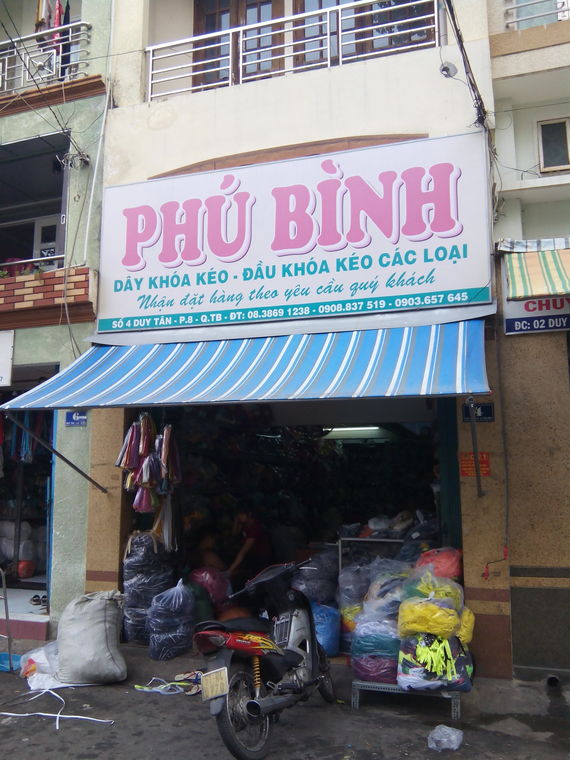 PHÚ BÌNH
DÂY KHÓA KÉO - ĐẦU KHÓA KÉO CÁC LOẠI
Nhận đặt hàng theo yêu cầu quý khách
SỐ 4 DUY TÂN - P.8 - Q.TB - ĐT: 08.3869 1238 - 0908.837 519 - 0903.657 645
CHUY
ĐC: 02 DUY
6
4